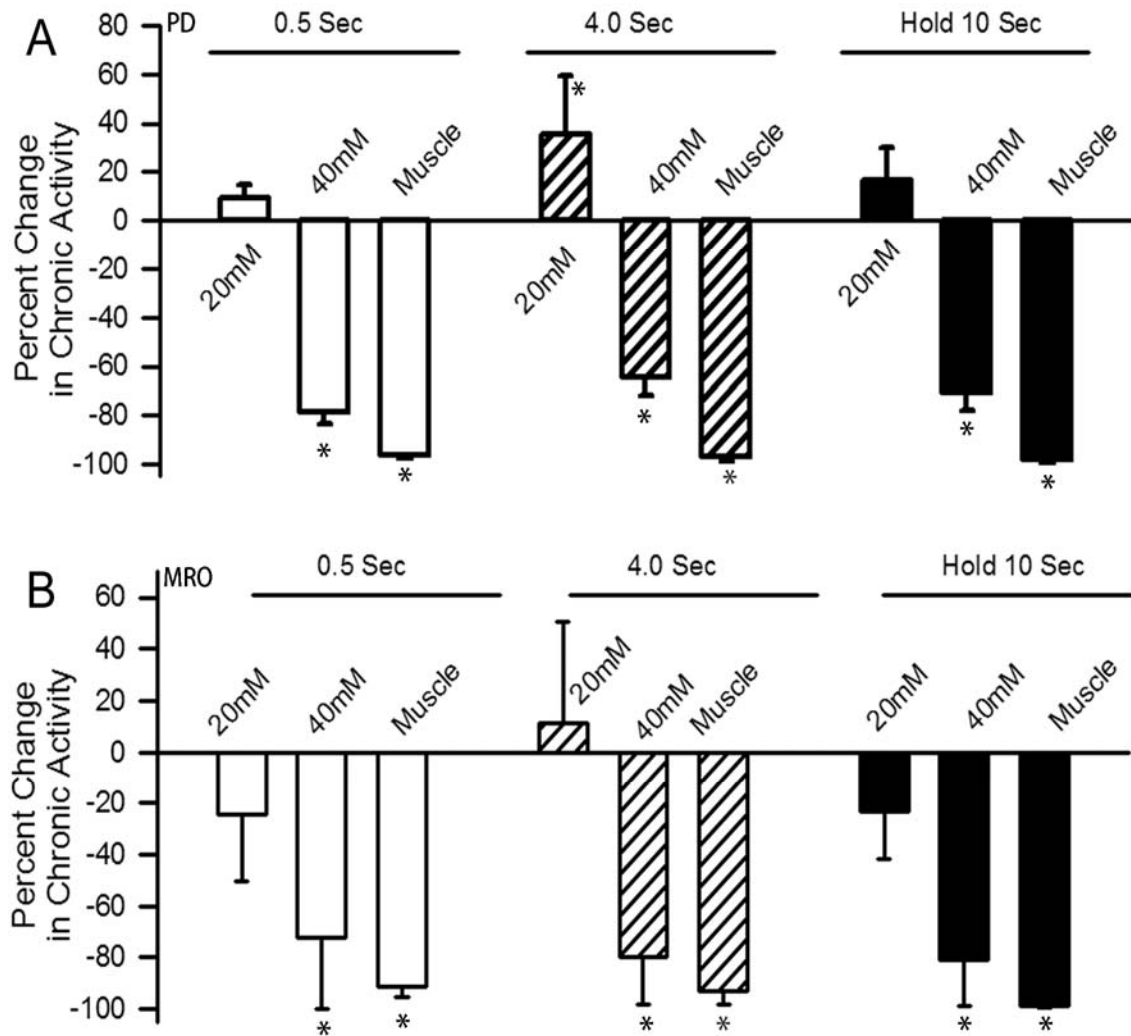 A
PD
0.5 Sec
4.0 Sec
Hold 10 Sec
Percent Change
in Chronic Activity
80
60
40
20
0
-20
-40
-60
-80
-100
20mM
40mM
Muscle
20mM
40mM
Muscle
20mM
40mM
Muscle
*
*
*
*
*
*
*
B
MRO
0.5 Sec
4.0 Sec
Hold 10 Sec
Percent Change
in Chronic Activity
60
40
20
0
-20
-40
-60
-80
-100
20mM
40mM
Muscle
20mM
40mM
Muscle
20mM
40mM
Muscle
*
*
*
*
*
*